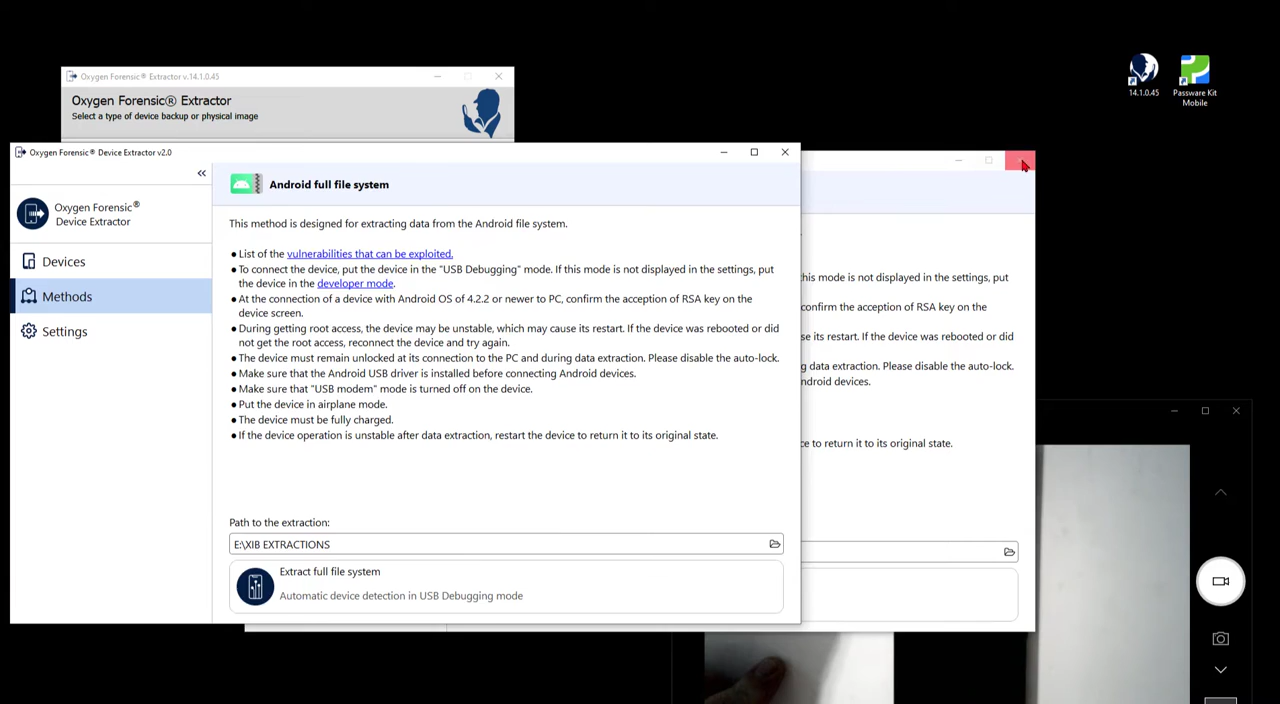 Oxygen Forensic® Extractor v.14.1.0.45
Oxygen Forensic® Extractor
Select a type of device backup or physical image
14.1.0.45
Passware Kit
Mobile
Oxygen Forensic® Device Extractor v2.0
Oxygen Forensic®
Device Extractor
Devices
Methods
Settings
Android full file system
This method is designed for extracting data from the Android file system.
● List of the vulnerabilities that can be exploited.
● To connect the device, put the device in the "USB Debugging" mode. If this mode is not displayed in the settings, put
the device in the developer mode.
● At the connection of a device with Android OS of 4.2.2 or newer to PC, confirm the acception of RSA key on the
device screen.
● During getting root access, the device may be unstable, which may cause its restart. If the device was rebooted or did
not get the root access, reconnect the device and try again.
● The device must remain unlocked at its connection to the PC and during data extraction. Please disable the auto-lock.
● Make sure that the Android USB driver is installed before connecting Android devices.
● Make sure that "USB modem" mode is turned off on the device.
● Put the device in airplane mode.
● The device must be fully charged.
● If the device operation is unstable after data extraction, restart the device to return it to its original state.
Path to the extraction:
E:\XIB EXTRACTIONS
Extract full file system
Automatic device detection in USB Debugging mode
this mode is not displayed in the settings, put
confirm the acception of RSA key on the
se its restart. If the device was rebooted or did
g data extraction. Please disable the auto-lock.
ndroid devices.
ce to return it to its original state.